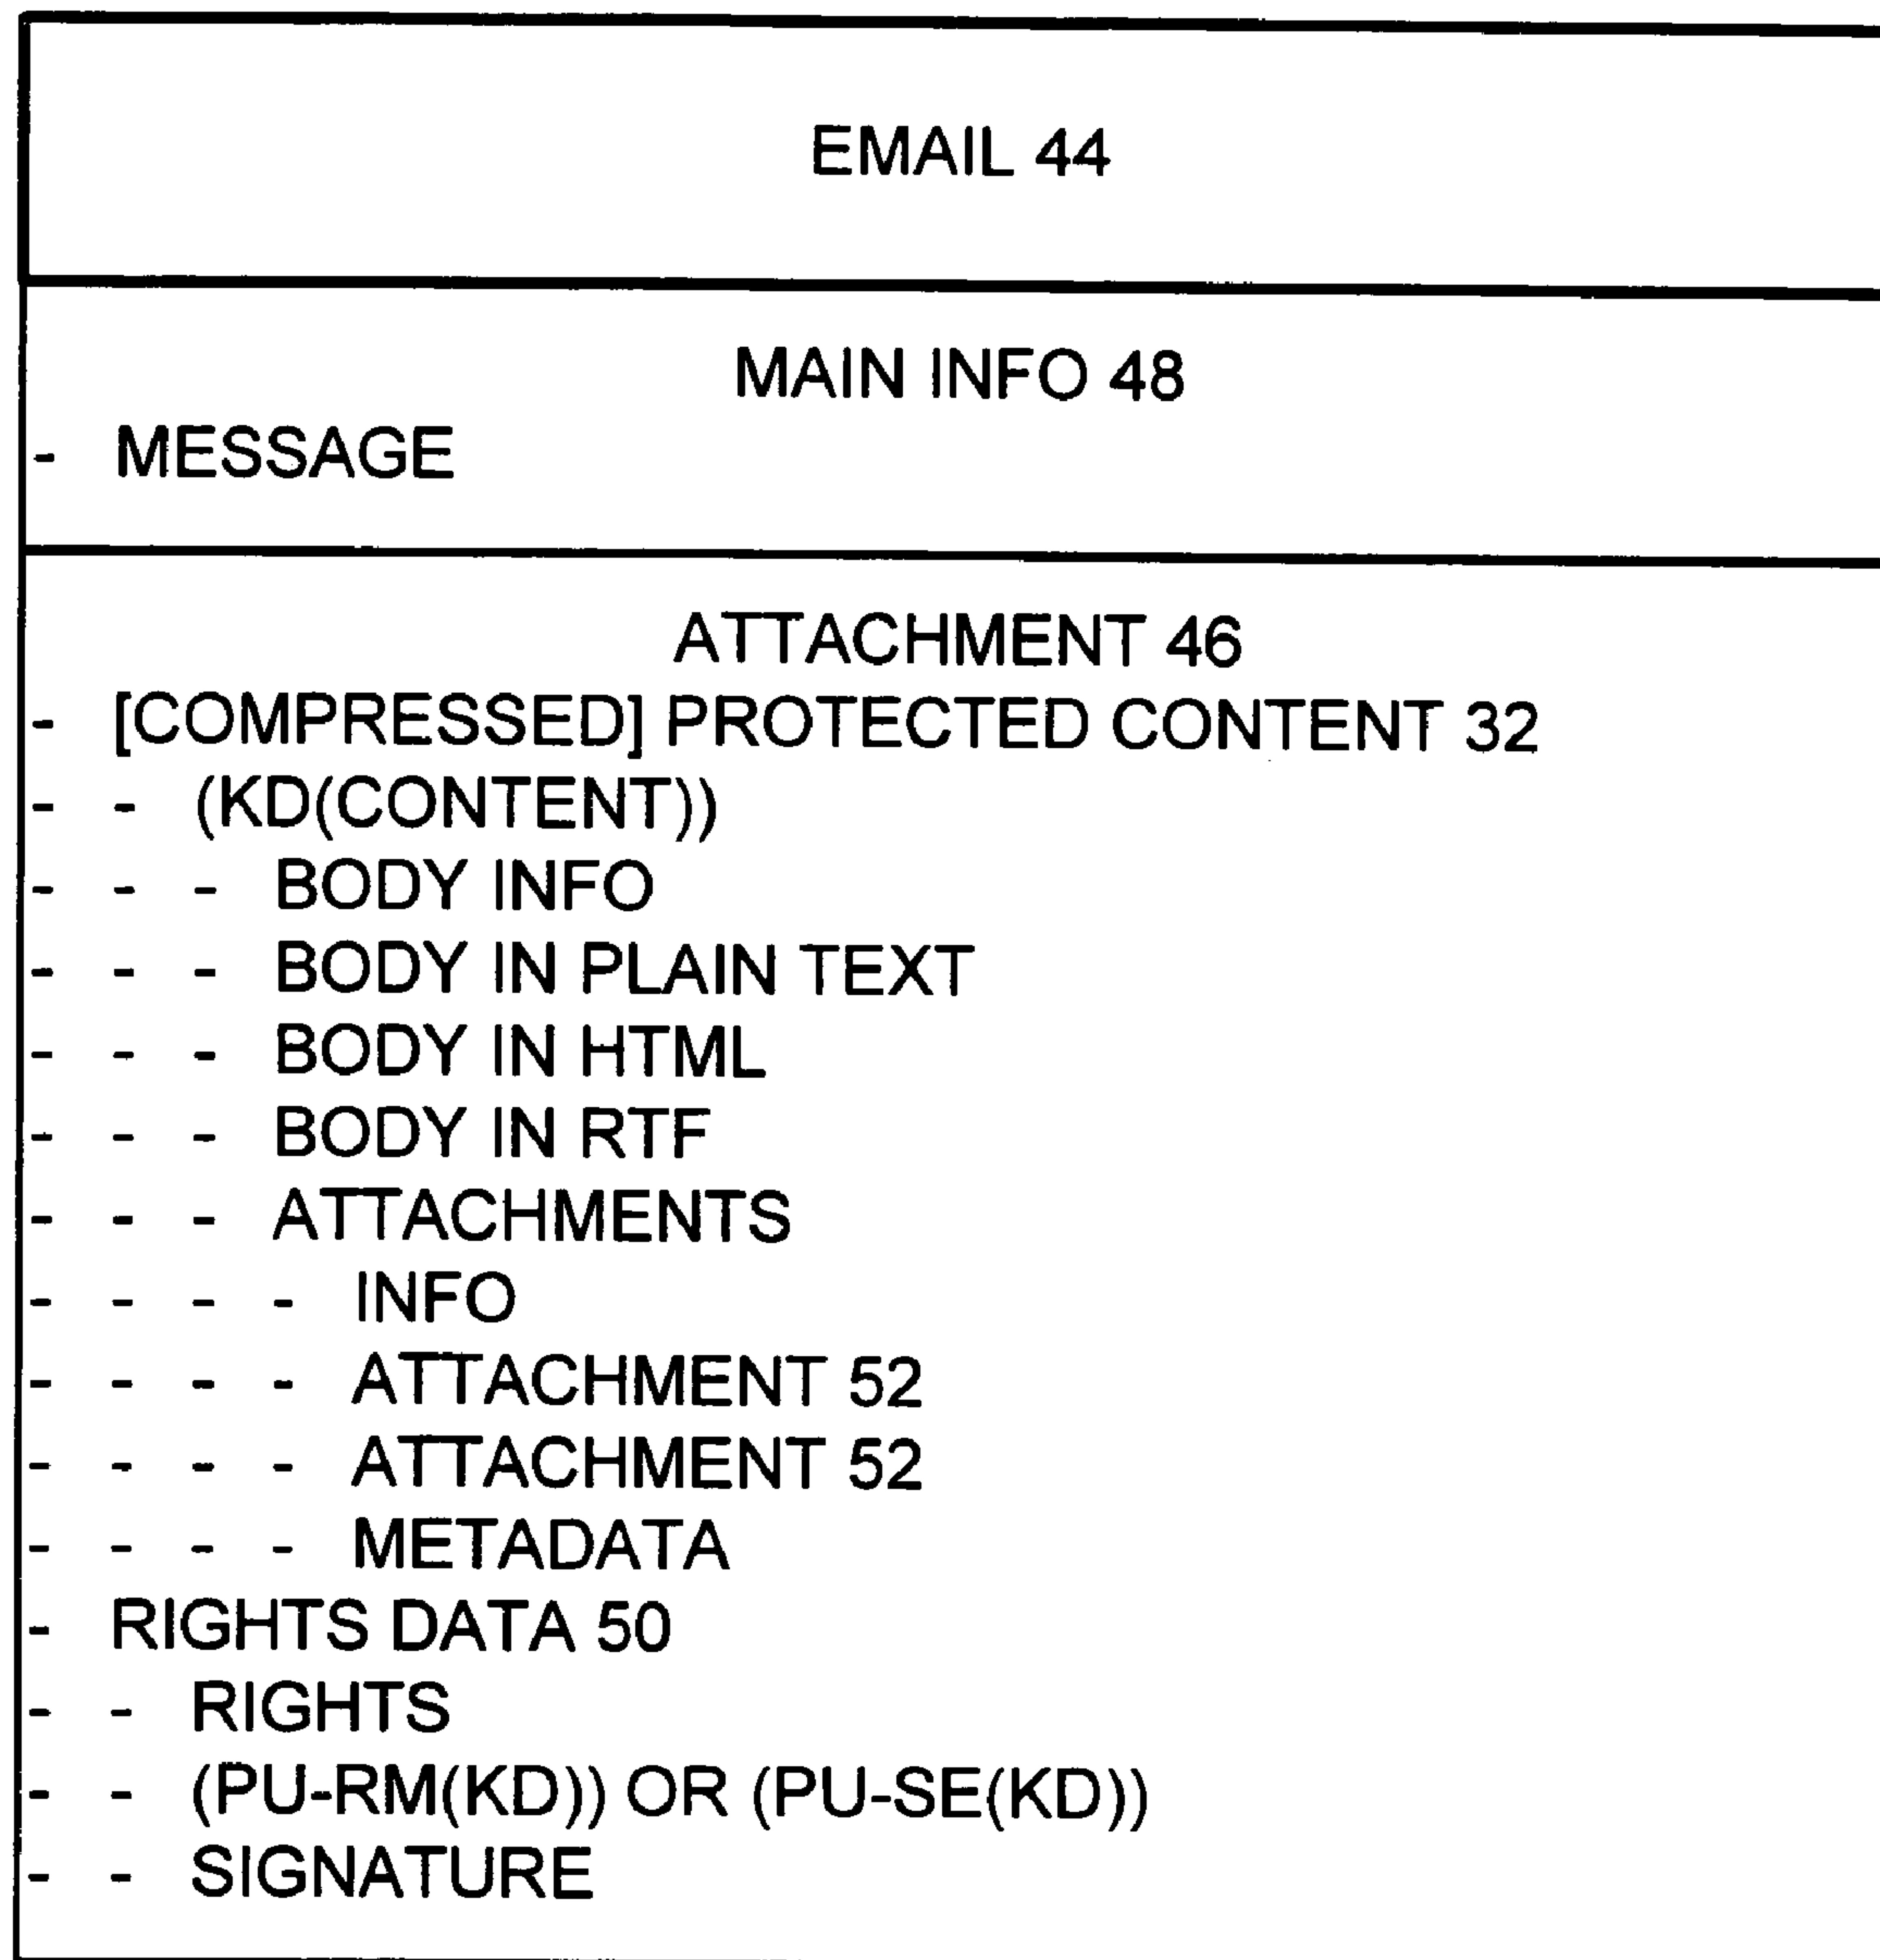 EMAIL 44
MAIN INFO 48
- MESSAGE
ATTACHMENT 46
- [COMPRESSED] PROTECTED CONTENT 32
- - (KD(CONTENT))
- - - BODY INFO
- - - BODY IN PLAIN TEXT
- - - BODY IN HTML
- - - BODY IN RTF
- - - ATTACHMENTS
- - - - INFO
- - - - ATTACHMENT 52
- - - - ATTACHMENT 52
- - - - METADATA
- RIGHTS DATA 50
- - RIGHTS
- - (PU-RM(KD)) OR (PU-SE(KD))
- - SIGNATURE